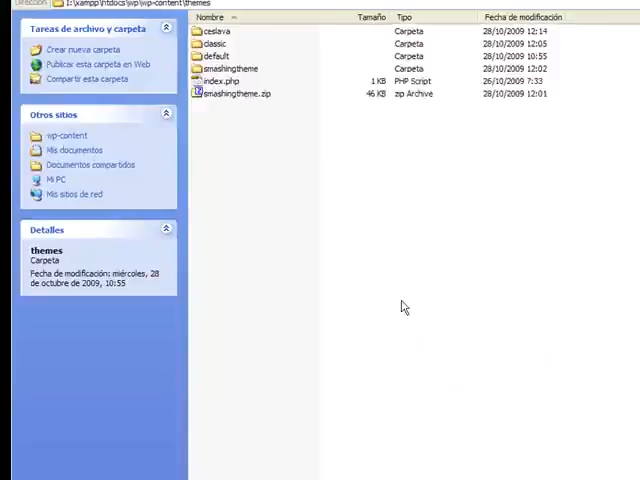 Dirección I:\xampp\htdocs\wp\wp-content\themes
Tareas de archivo y carpeta
Crear nueva carpeta
Publicar esta carpeta en Web
Compartir esta carpeta
Otros sitios
wp-content
Mis documentos
Documentos compartidos
Mi PC
Mis sitios de red
Detalles
themes
Carpeta
Fecha de modificación: miércoles, 28
de octubre de 2009, 10:55
Nombre Tamaño Tipo Fecha de modificación
ceslava Carpeta 28/10/2009 12:14
classic Carpeta 28/10/2009 12:05
default Carpeta 28/10/2009 10:55
smashingtheme Carpeta 28/10/2009 12:02
index.php 1 KB PHP Script 26/10/2009 7:33
smashingtheme.zip 46 KB zip Archive 28/10/2009 12:01